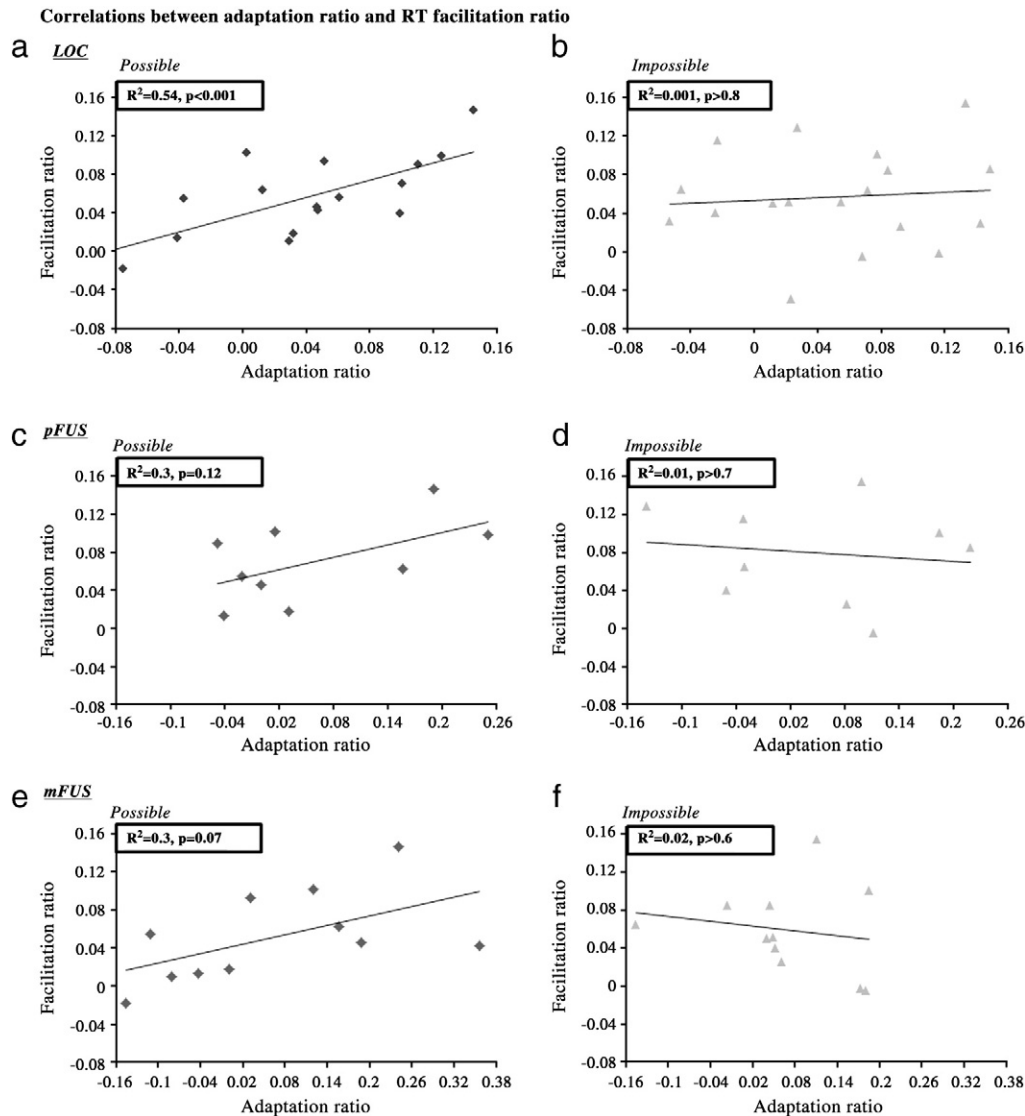 Correlations between adaptation ratio and RT facilitation ratio
a LOC
Possible
R²=0.54, p<0.001
0.16
0.12
0.08
0.04
0.00
-0.04
-0.08
Facilitation ratio
-0.08 -0.04 0.00 0.04 0.08 0.12 0.16
Adaptation ratio
b
Impossible
R²=0.001, p>0.8
0.16
0.12
0.08
0.04
0
-0.04
-0.08
Facilitation ratio
-0.08 -0.04 0 0.04 0.08 0.12 0.16
Adaptation ratio
c pFUS
Possible
R²=0.3, p=0.12
0.16
0.12
0.08
0.04
0
-0.04
-0.08
Facilitation ratio
-0.16 -0.1 -0.04 0.02 0.08 0.14 0.2 0.26
Adaptation ratio
d
Impossible
R²=0.01, p>0.7
0.16
0.12
0.08
0.04
0
-0.04
-0.08
Facilitation ratio
-0.16 -0.1 -0.04 0.02 0.08 0.14 0.2 0.26
Adaptation ratio
e mFUS
Possible
R²=0.3, p=0.07
0.16
0.12
0.08
0.04
0
-0.04
-0.08
Facilitation ratio
-0.16 -0.1 -0.04 0.02 0.08 0.14 0.2 0.26 0.32 0.38
Adaptation ratio
f
Impossible
R²=0.02, p>0.6
0.16
0.12
0.08
0.04
0
-0.04
-0.08
Facilitation ratio
-0.16 -0.1 -0.04 0.02 0.08 0.14 0.2 0.26 0.32 0.38
Adaptation ratio